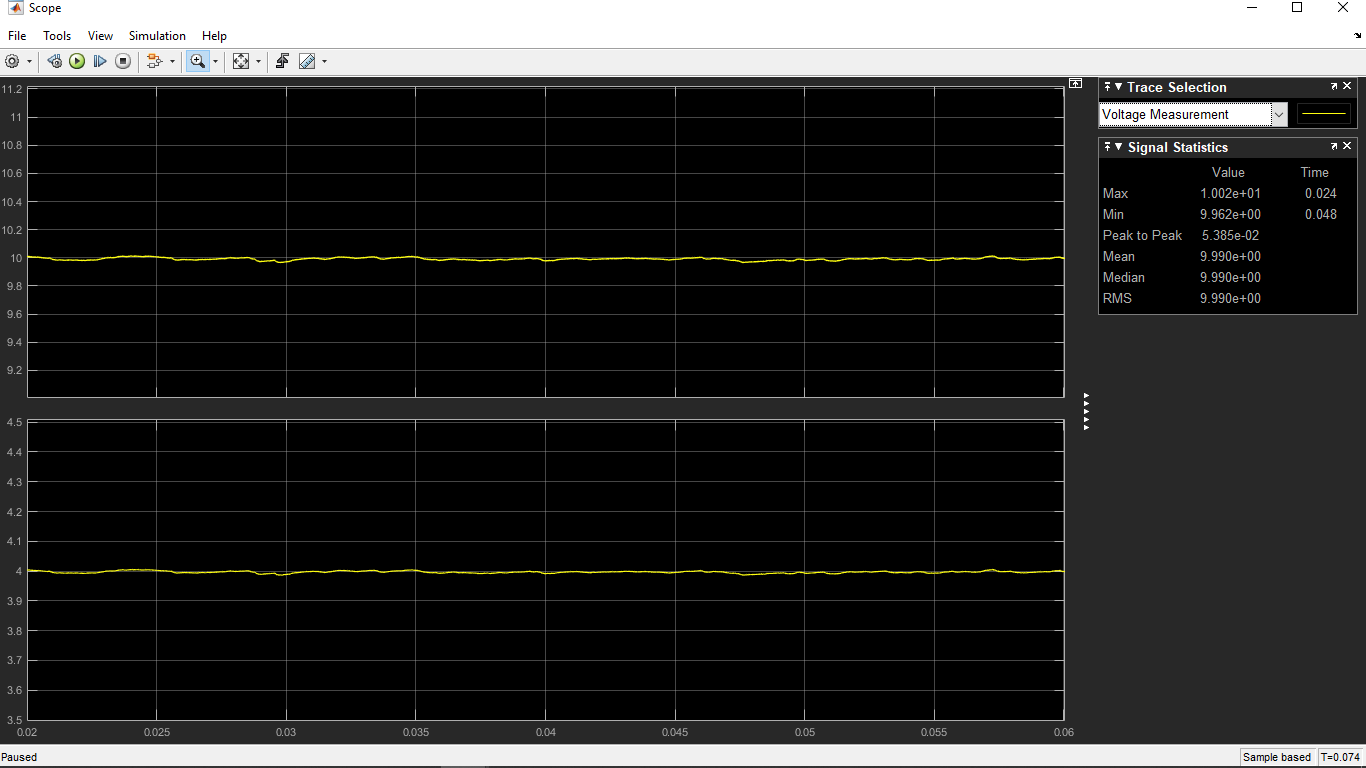 Scope
File Tools View Simulation Help
11.2
11
10.8
10.6
10.4
10.2
10
9.8
9.6
9.4
9.2
4.5
4.4
4.3
4.2
4.1
4
3.9
3.8
3.7
3.6
3.5
0.02 0.025 0.03 0.035 0.04 0.045 0.05 0.055 0.06
Trace Selection
Voltage Measurement
Signal Statistics
Value Time
Max 1.002e+01 0.024
Min 9.962e+00 0.048
Peak to Peak 5.385e-02
Mean 9.990e+00
Median 9.990e+00
RMS 9.990e+00
Paused Sample based T=0.074